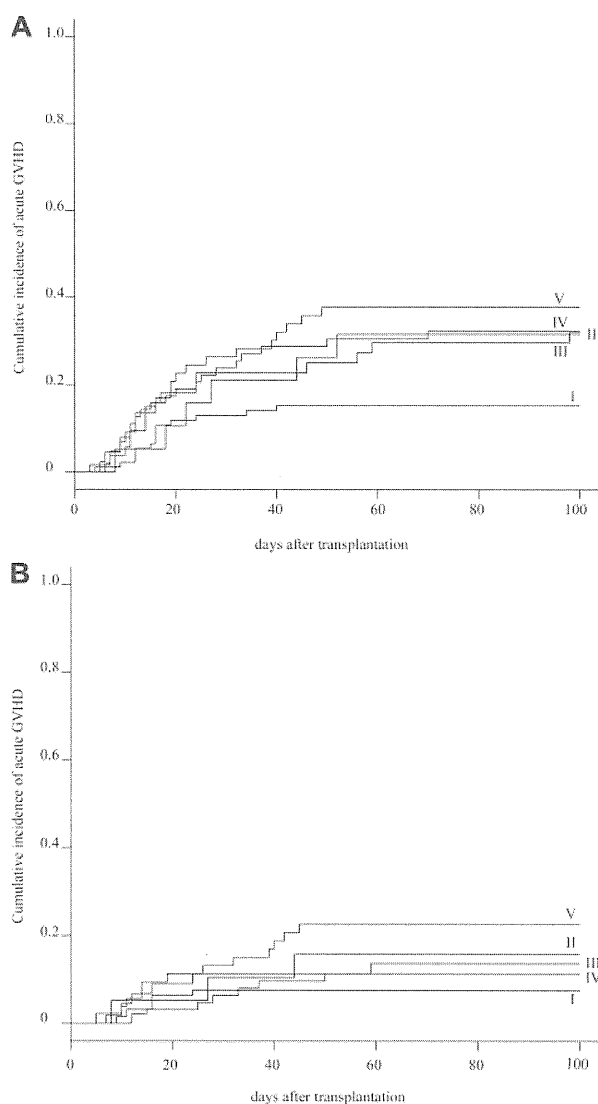 A
Cumulative incidence of acute GVHD
1.0
0.8
0.6
0.4
0.2
0
V
IV
II
III
I
0 20 40 60 80 100
days after transplantation
B
Cumulative incidence of acute GVHD
1.0
0.8
0.6
0.4
0.2
0
V
II
III
IV
I
0 20 40 60 80 100
days after transplantation